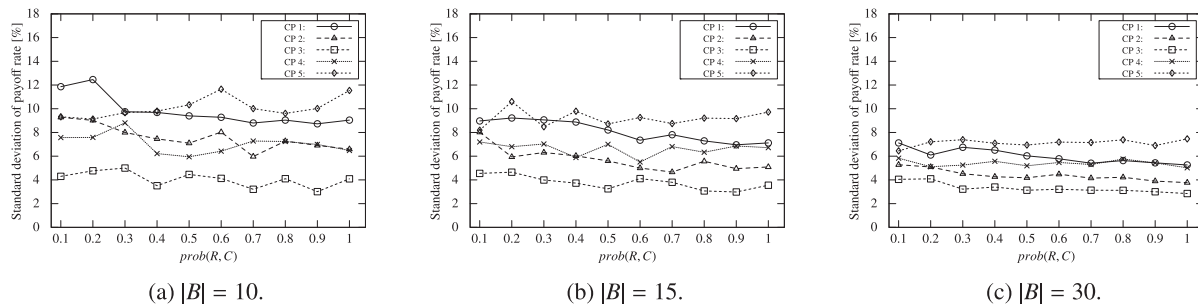 Standard deviation of payoff rate [%]
18
16
14
12
10
8
6
4
2
0
CP 1:
CP 2:
CP 3:
CP 4:
CP 5:
0.1 0.2 0.3 0.4 0.5 0.6 0.7 0.8 0.9 1
prob(R, C)
(a) |B| = 10.
Standard deviation of payoff rate [%]
18
16
14
12
10
8
6
4
2
0
CP 1:
CP 2:
CP 3:
CP 4:
CP 5:
0.1 0.2 0.3 0.4 0.5 0.6 0.7 0.8 0.9 1
prob(R, C)
(b) |B| = 15.
Standard deviation of payoff rate [%]
18
16
14
12
10
8
6
4
2
0
CP 1:
CP 2:
CP 3:
CP 4:
CP 5:
0.1 0.2 0.3 0.4 0.5 0.6 0.7 0.8 0.9 1
prob(R, C)
(c) |B| = 30.